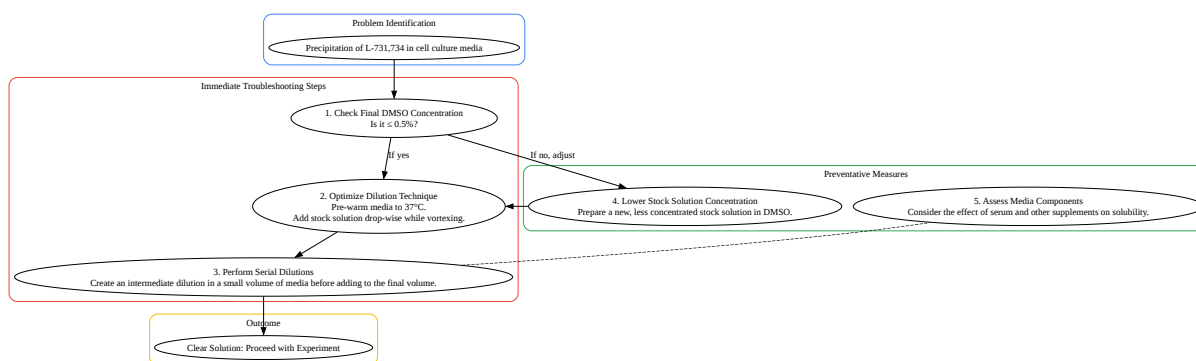 Problem Identification
Precipitation of L-731,734 in cell culture media
Immediate Troubleshooting Steps
1. Check Final DMSO Concentration
Is it ≤ 0.5%?
If yes
If no, adjust
Preventative Measures
2. Optimize Dilution Technique
Pre-warm media to 37°C.
Add stock solution drop-wise while vortexing.
4. Lower Stock Solution Concentration
Prepare a new, less concentrated stock solution in DMSO.
5. Assess Media Components
Consider the effect of serum and other supplements on solubility.
3. Perform Serial Dilutions
Create an intermediate dilution in a small volume of media before adding to the final volume.
Outcome
Clear Solution: Proceed with Experiment